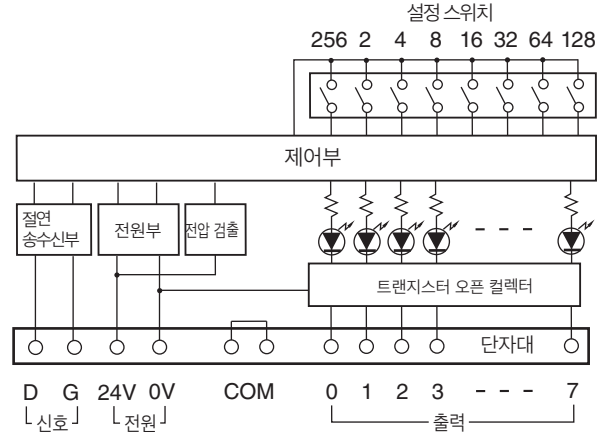 설정 스위치
256 2 4 8 16 32 64 128
제어부
절연
송수신부
전원부
전압 검출
트랜지스터 오픈 컬렉터
단자대
D G 24V 0V COM 0 1 2 3 - - - 7
신호 전원 출력